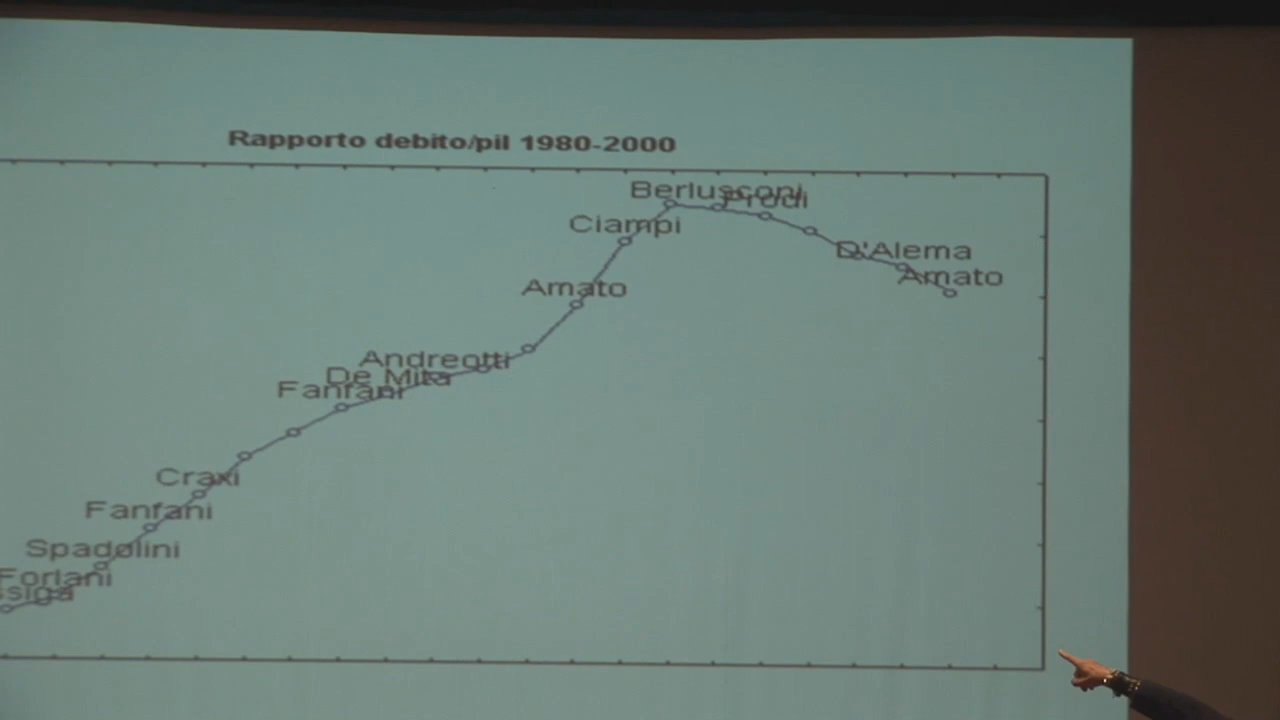 Rapporto debito/pil 1980-2000
Berlusconi
Prodi
Ciampi
D'Alema
Amato
Amato
Andreotti
De Mita
Fanfani
Craxi
Fanfani
Spadolini
Forlani
ssiga